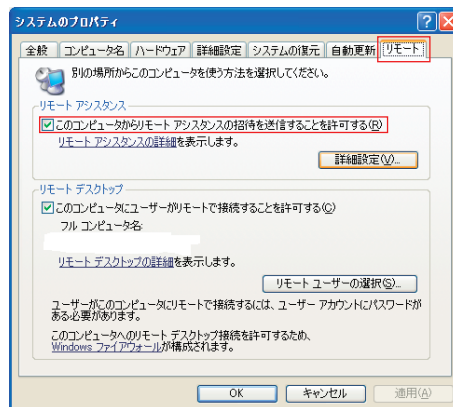 システムのプロパティ
全般 コンピュータ名 ハードウェア 詳細設定 システムの復元 自動更新 リモート
別の場所からこのコンピュータを使う方法を選択してください。
リモート アシスタンス
このコンピュータからリモート アシスタンスの招待を送信することを許可する(R)
リモート アシスタンスの詳細を表示します。
詳細設定(V)...
リモート デスクトップ
このコンピュータにユーザーがリモートで接続することを許可する(C)
フル コンピュータ名:
リモート デスクトップの詳細を表示します。
リモート ユーザーの選択(S)...
ユーザーがこのコンピュータにリモートで接続するには、ユーザー アカウントにパスワードが
ある必要があります。
このコンピュータへのリモート デスクトップ接続を許可するため、
Windows ファイアウォールが構成されます。
OK キャンセル 適用(A)